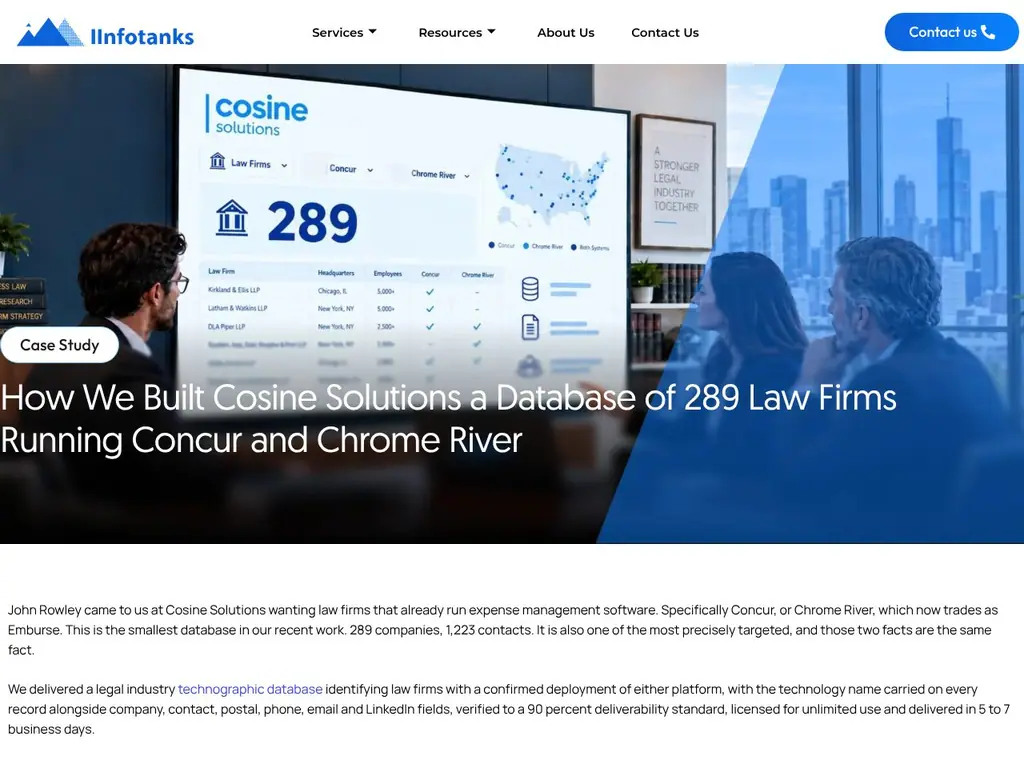 IInfotanks
Services
Resources
About Us
Contact Us
Contact us
cosine
solutions
Law Firms
Concur
Chrome River
289
Concur
Chrome River
Both Systems
A
STRONGER
LEGAL
INDUSTRY
TOGETHER
Law Firm Headquarters Employees Concur Chrome River
Kirkland & Ellis LLP Chicago, IL 5,000+ ✓ -
Latham & Watkins LLP New York, NY 5,000+ ✓ -
DLA Piper LLP New York, NY 2,500+ ✓ ✓
LAW
RESEARCH
STRATEGY
Case Study
How We Built Cosine Solutions a Database of 289 Law Firms
Running Concur and Chrome River
John Rowley came to us at Cosine Solutions wanting law firms that already run expense management software. Specifically Concur, or Chrome River, which now trades as
Emburse. This is the smallest database in our recent work. 289 companies, 1,223 contacts. It is also one of the most precisely targeted, and those two facts are the same
fact.
We delivered a legal industry technographic database identifying law firms with a confirmed deployment of either platform, with the technology name carried on every
record alongside company, contact, postal, phone, email and LinkedIn fields, verified to a 90 percent deliverability standard, licensed for unlimited use and delivered in 5 to 7
business days.